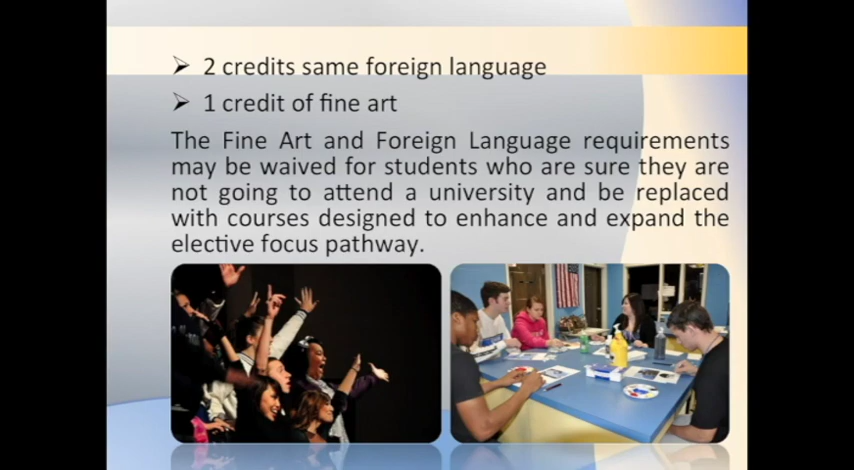 ➢ 2 credits same foreign language
➢ 1 credit of fine art
The Fine Art and Foreign Language requirements
may be waived for students who are sure they are
not going to attend a university and be replaced
with courses designed to enhance and expand the
elective focus pathway.